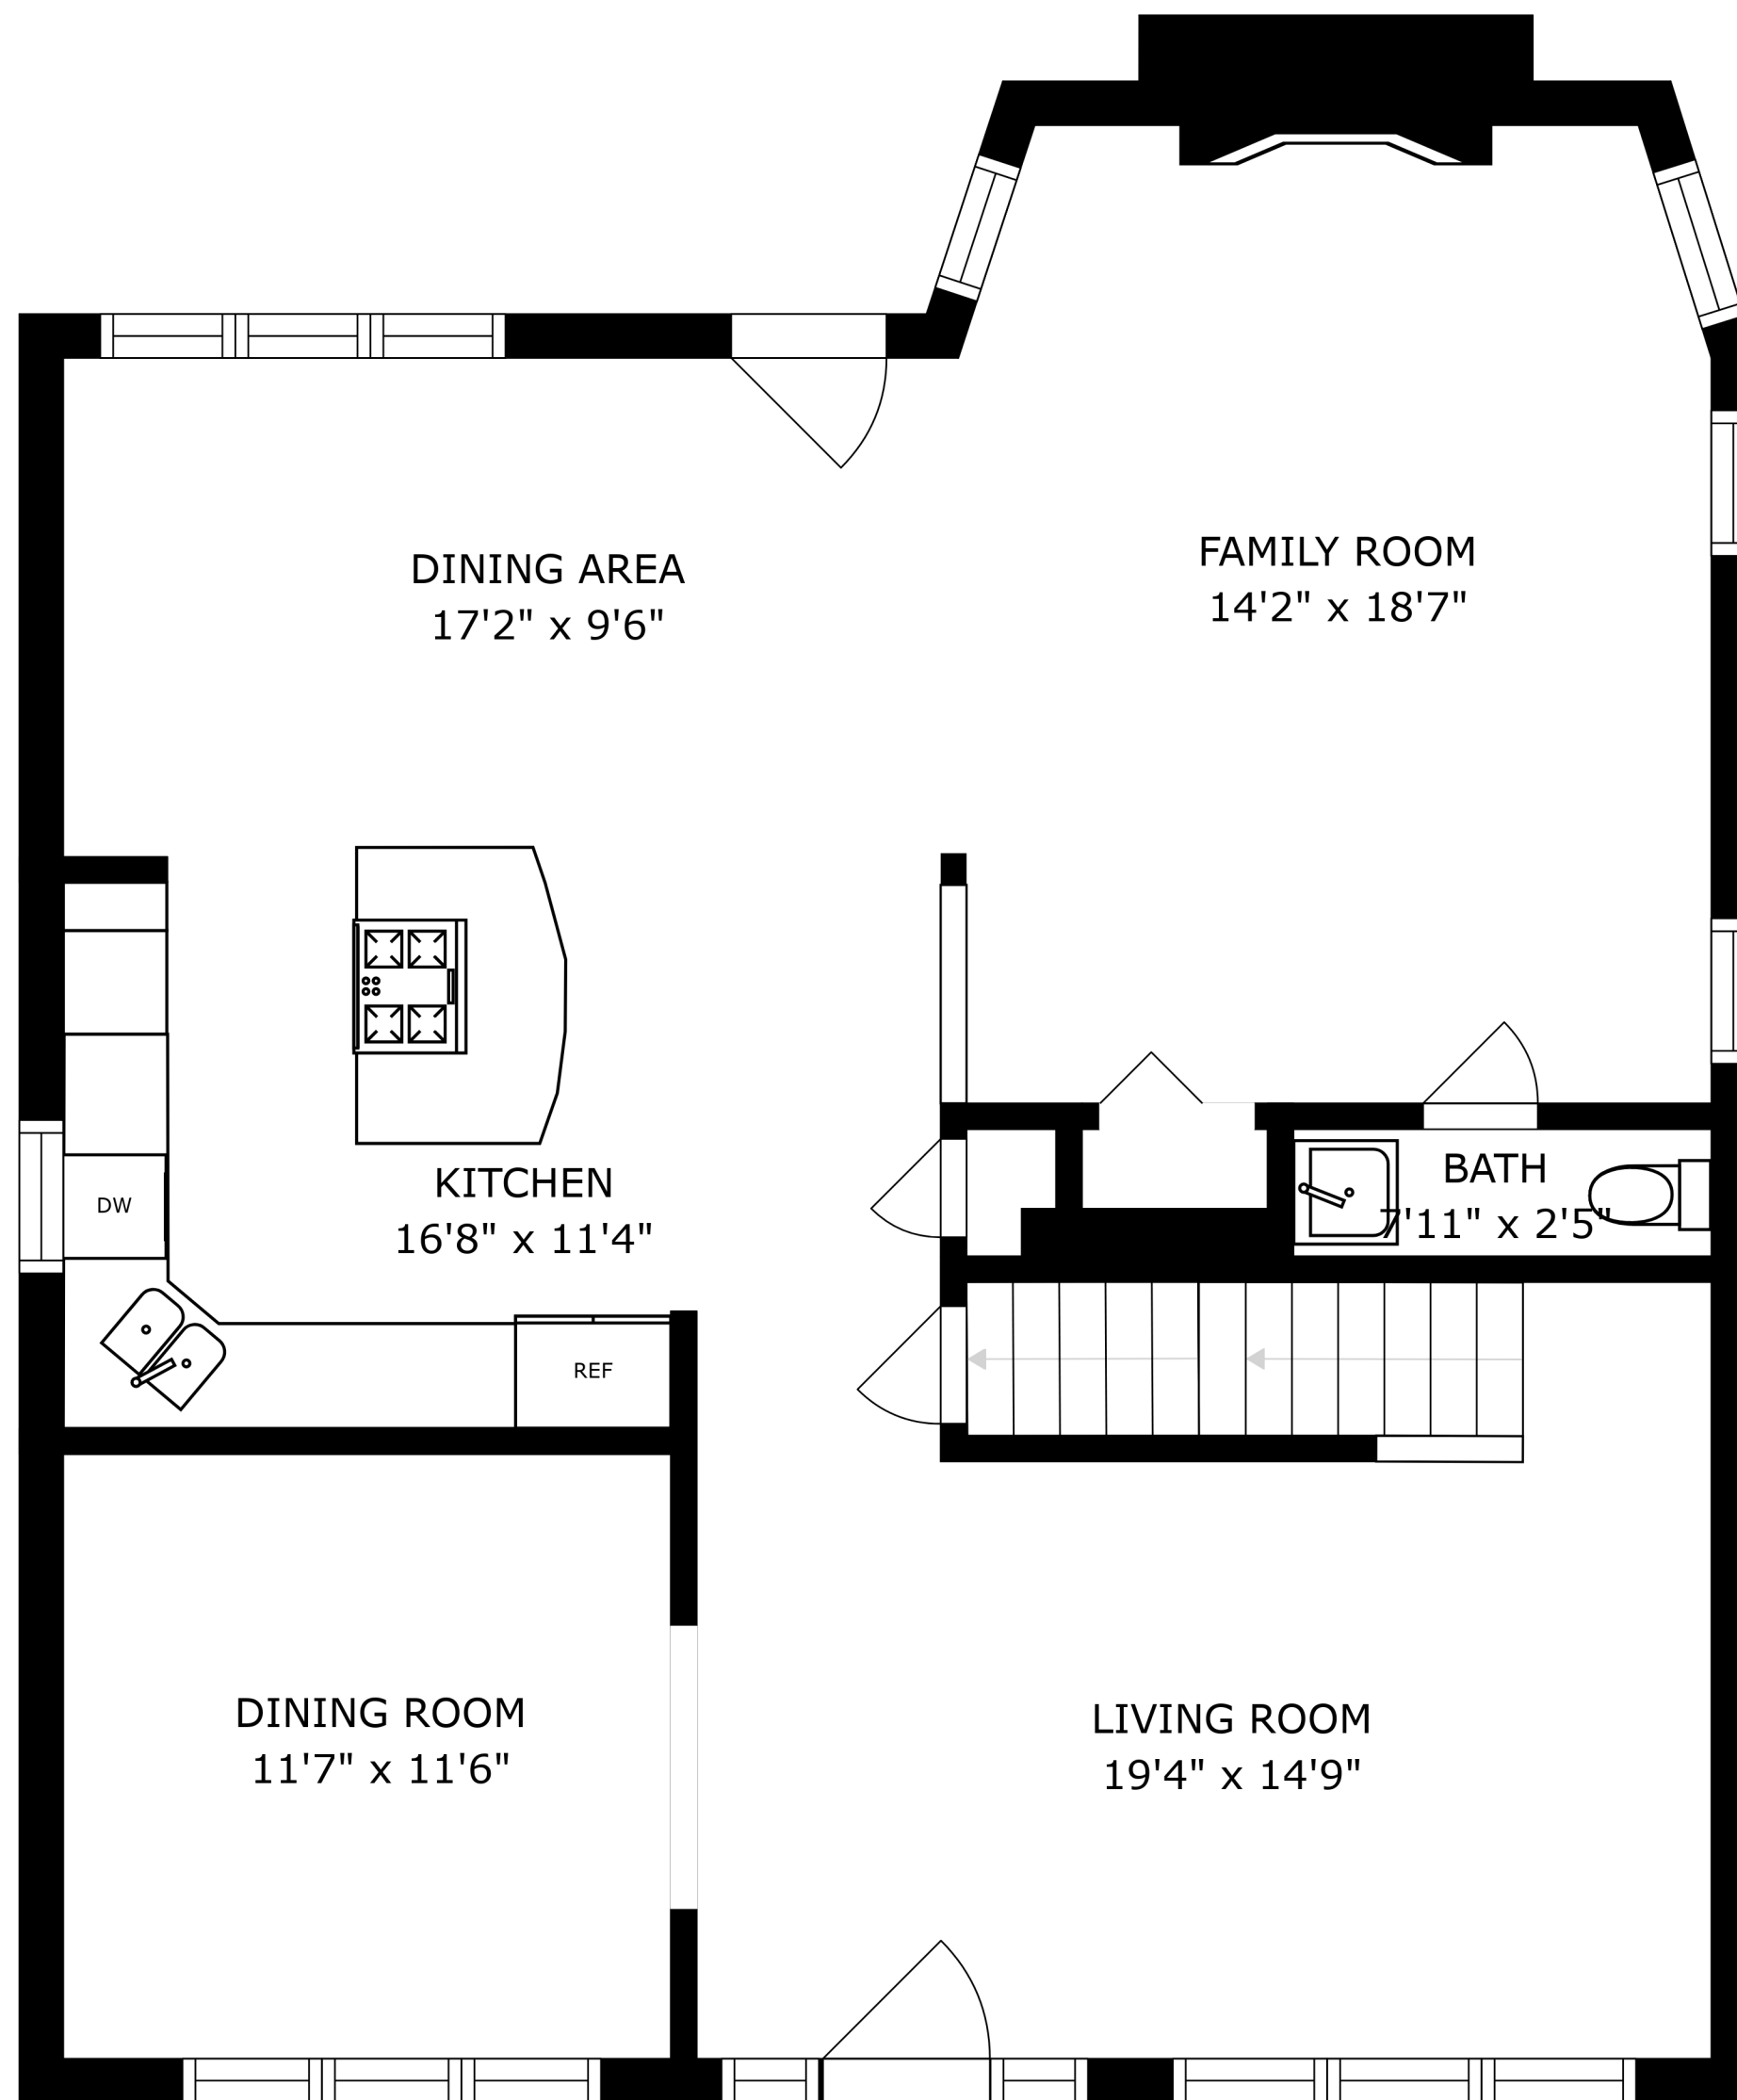 FAMILY ROOM
14'2" x 18'7"
DINING AREA
17'2" x 9'6"
KITCHEN
16'8" x 11'4"
BATH
7'11" x 2'5"
DW
REF
DINING ROOM
11'7" x 11'6"
LIVING ROOM
19'4" x 14'9"